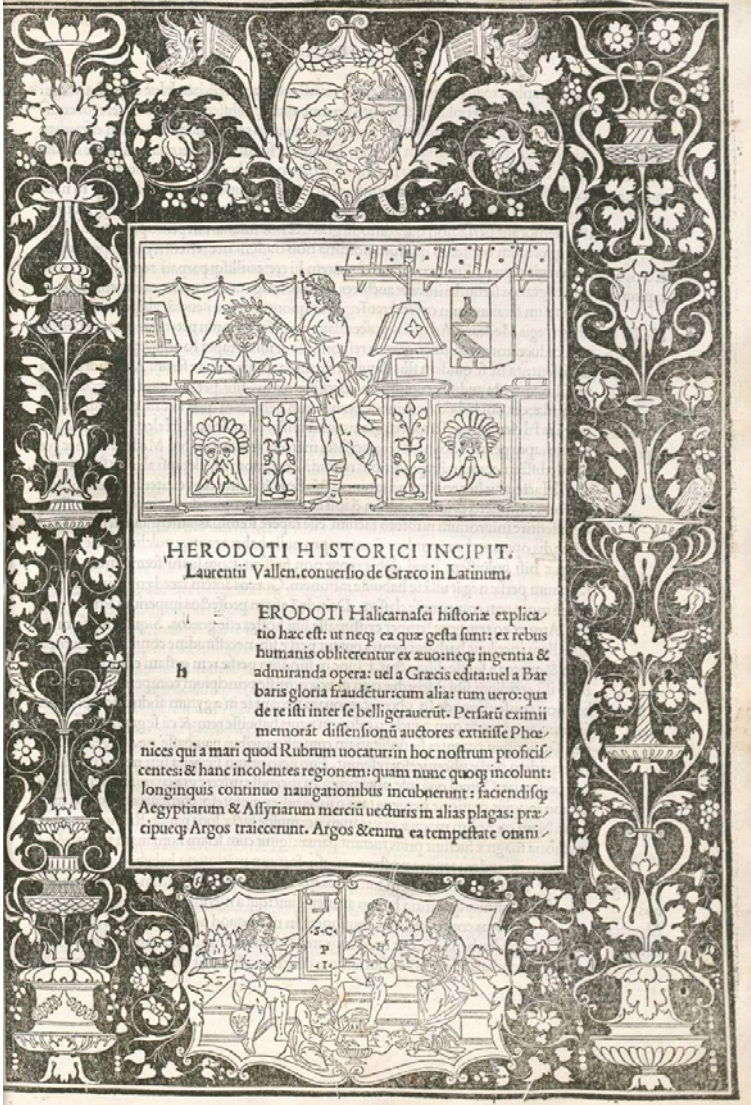 HERODOTI HISTORICI INCIPIT.
Laurentii Vallen. conuersio de Græco in Latinum.
h
ERODOTI Halicarnasei historiæ explica-
tio hæc est: ut neq; ea quæ gesta sunt: ex rebus
humanis obliterentur ex æuo: neq; ingentia &
admiranda opera: uel a Græcis edita: uel a Bar
baris gloria fraudētur: cum alia: tum uero: qua
de re isti inter se belligerauerūt. Persarū eximii
memorāt dissensionū auctores extitisse Phœ-
nices qui a mari quod Rubrum uocatur: in hoc nostrum proficis-
centes: & hanc incolentes regionem: quam nunc quoq; incolunt:
longinquis continuo nauigationibus incubuerunt: faciendisq;
Aegyptiarum & Assyriarum merciū uecturis in alias plagas: præ-
cipueq; Argos traiecerunt. Argos & enim ea tempestate omni-
S. C.
P.